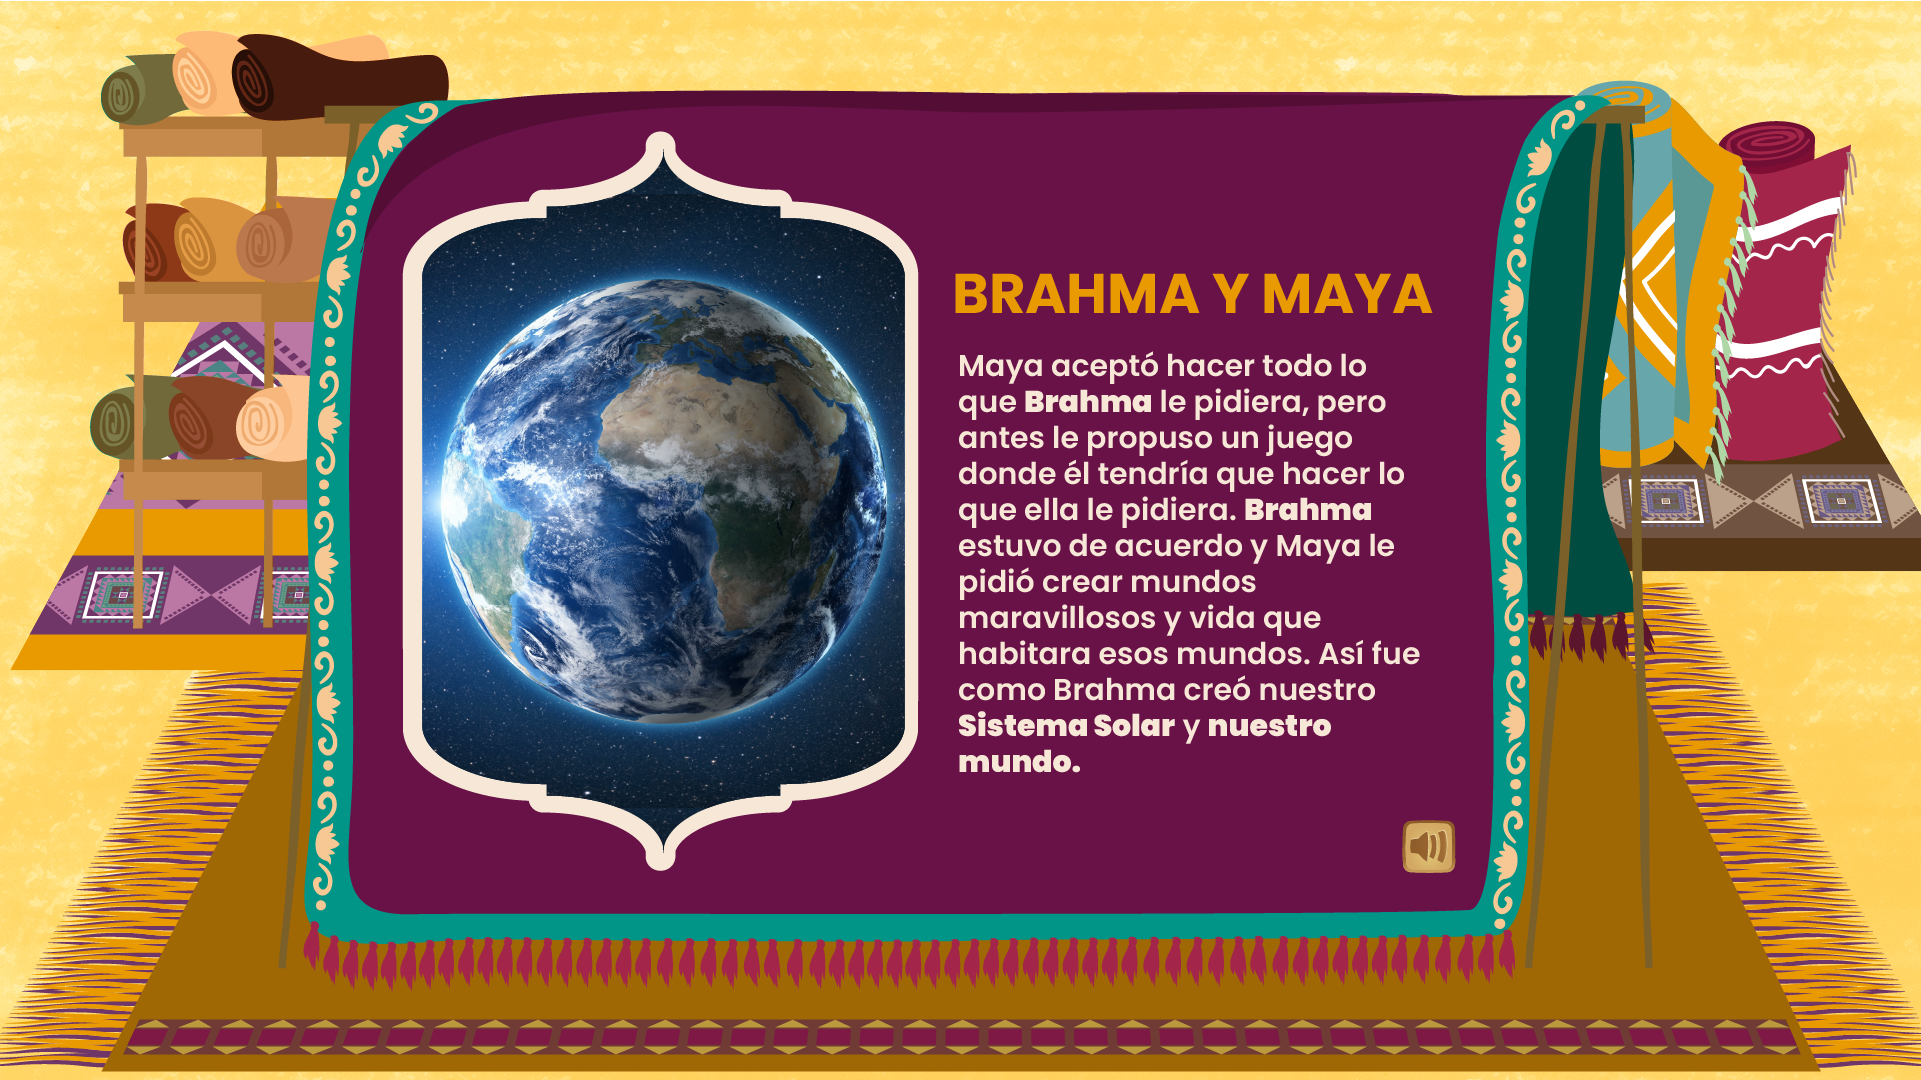 BRAHMA Y MAYA
Maya aceptó hacer todo lo
que Brahma le pidiera, pero
antes le propuso un juego
donde él tendría que hacer lo
que ella le pidiera. Brahma
estuvo de acuerdo y Maya le
pidió crear mundos
maravillosos y vida que
habitara esos mundos. Así fue
como Brahma creó nuestro
Sistema Solar y nuestro
mundo.